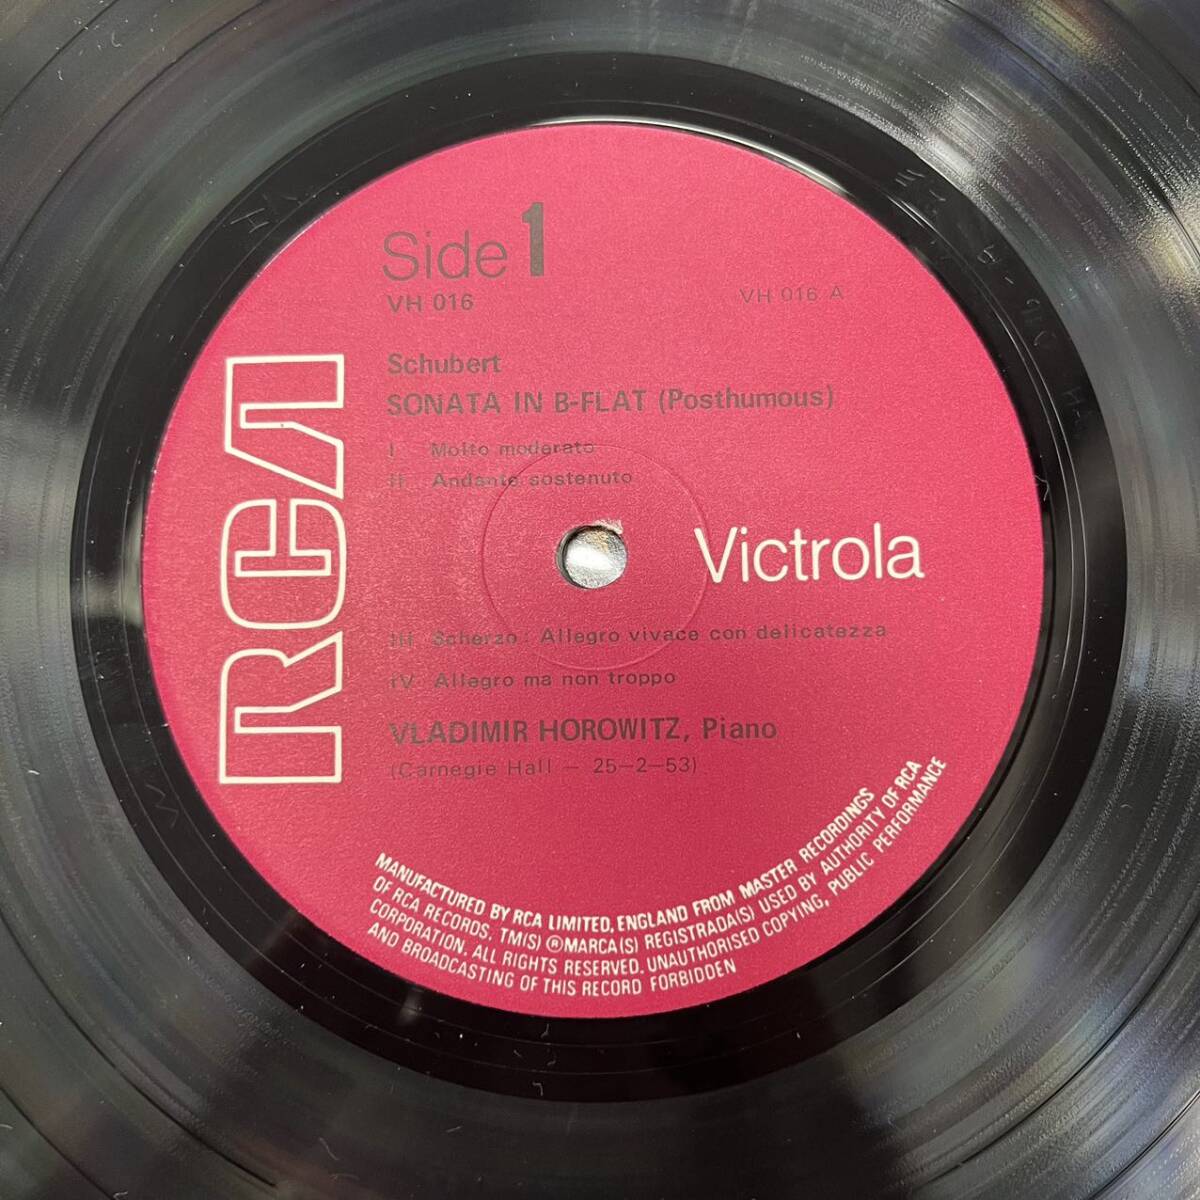 Side 1
VH 016
VH 016 A
Schubert
SONATA IN B-FLAT (Posthumous)
I Molto moderato
II Andante sostenuto
RCA
Victrola
III Scherzo: Allegro vivace con delicatezza
IV Allegro ma non troppo
VLADIMIR HOROWITZ, Piano
(Carnegie Hall – 25–2–53)
MANUFACTURED BY RCA LIMITED, ENGLAND FROM MASTER RECORDINGS
OF RCA RECORDS. TM(S) ® MARCA(S) REGISTRADA(S) USED BY AUTHORITY OF RCA
CORPORATION. ALL RIGHTS RESERVED. UNAUTHORISED COPYING, PUBLIC PERFORMANCE
AND BROADCASTING OF THIS RECORD FORBIDDEN